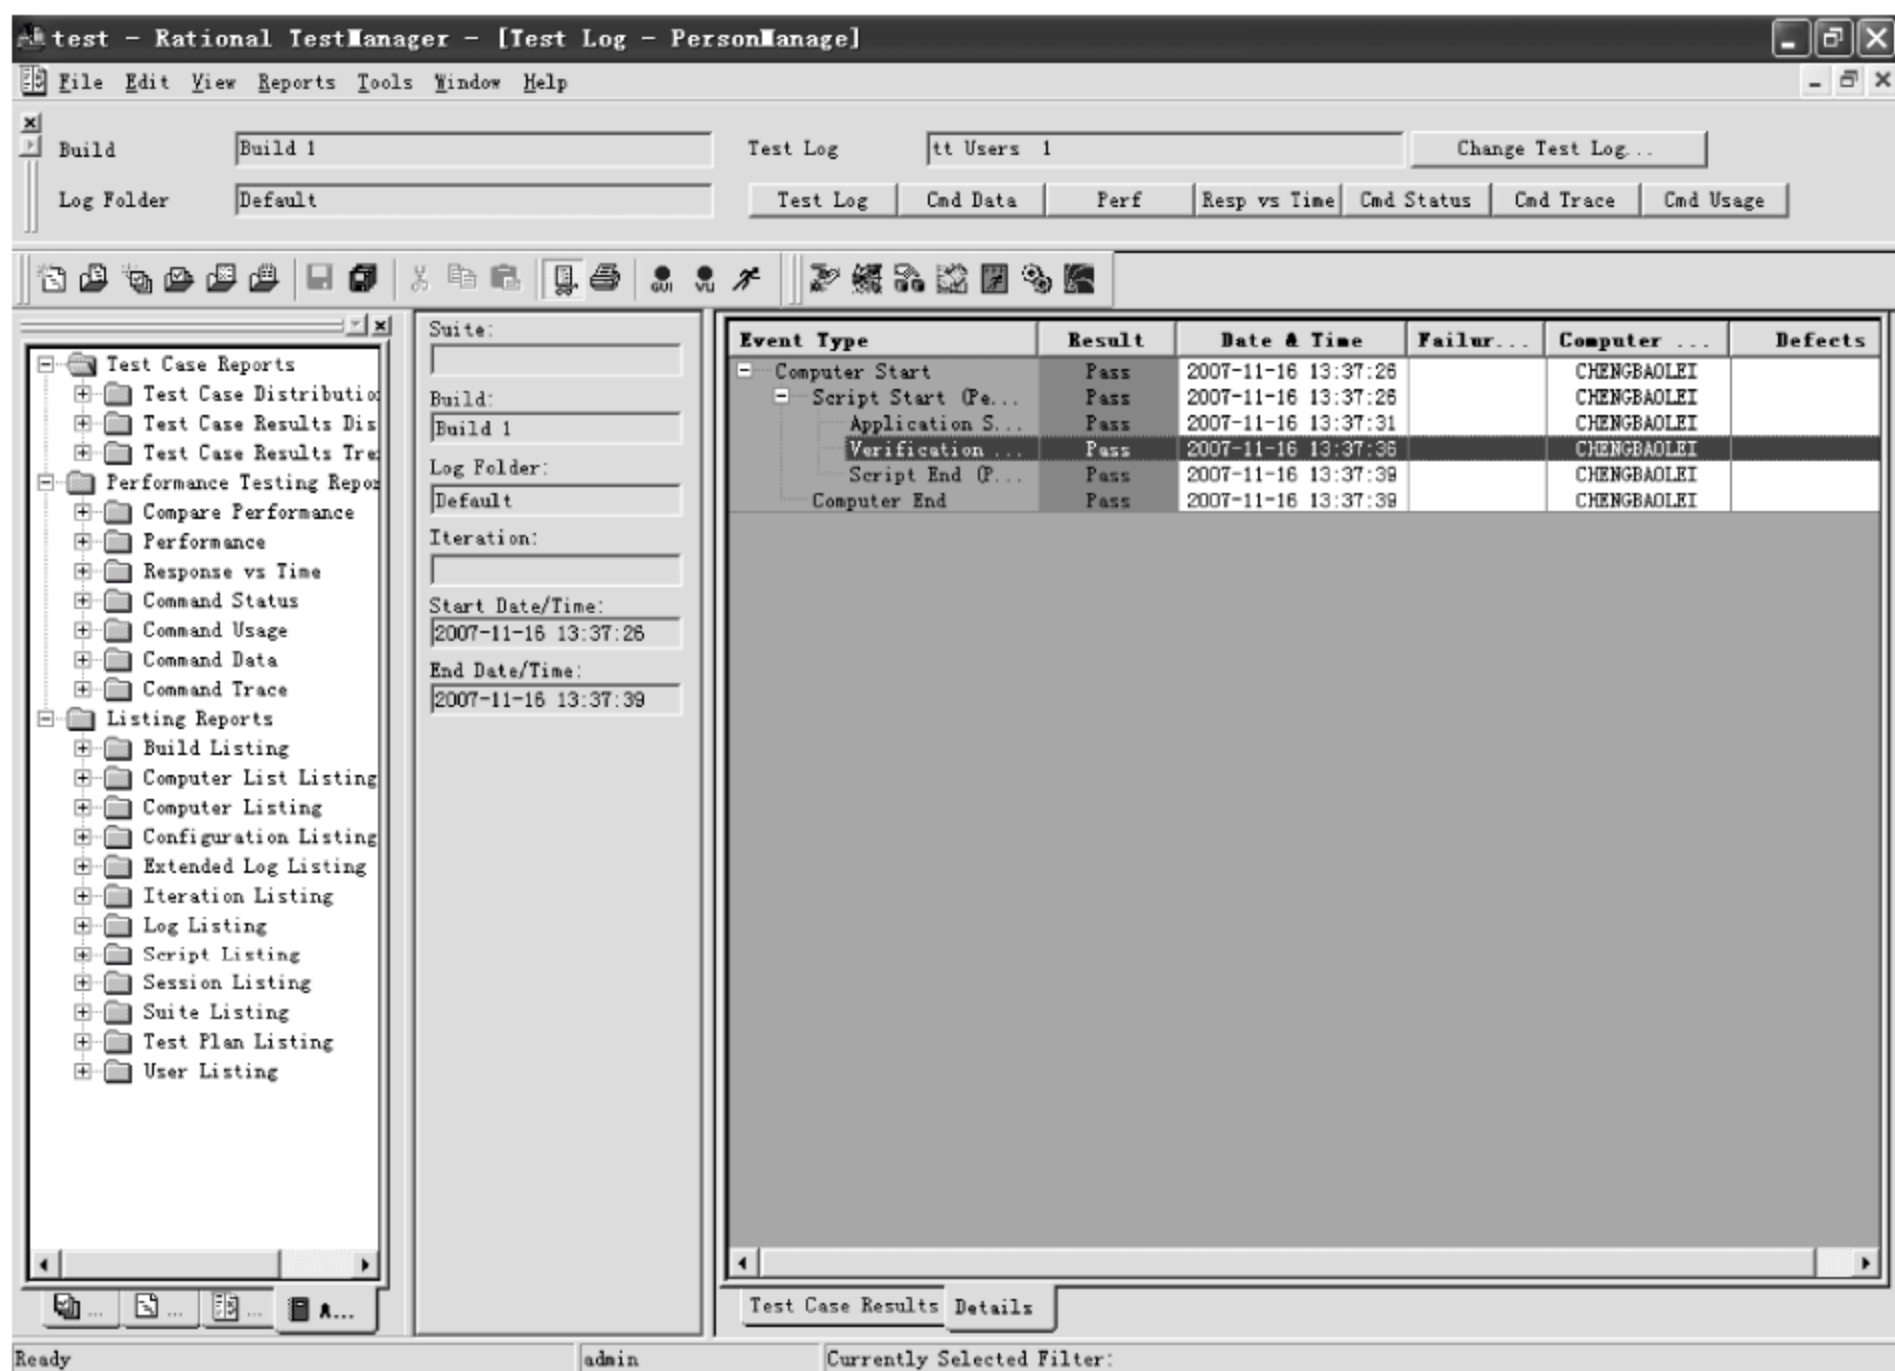 test - Rational TestManager - [Test Log - PersonManage]
File Edit View Reports Tools Window Help
Build Build 1 Test Log tt Users 1 Change Test Log...
Log Folder Default Test Log Cmd Data Perf Resp vs Time Cmd Status Cmd Trace Cmd Usage
GUI VU
Test Case Reports
Test Case Distributio
Test Case Results Dis
Test Case Results Tre
Performance Testing Repor
Compare Performance
Performance
Response vs Time
Command Status
Command Usage
Command Data
Command Trace
Listing Reports
Build Listing
Computer List Listing
Computer Listing
Configuration Listing
Extended Log Listing
Iteration Listing
Log Listing
Script Listing
Session Listing
Suite Listing
Test Plan Listing
User Listing
... ... ... A...
Suite:
Build:
Build 1
Log Folder:
Default
Iteration:
Start Date/Time:
2007-11-16 13:37:26
End Date/Time:
2007-11-16 13:37:39
Event Type Result Date & Time Failur... Computer ... Defects
Computer Start Pass 2007-11-16 13:37:26 CHENGBAOLEI
Script Start (Pe... Pass 2007-11-16 13:37:26 CHENGBAOLEI
Application S... Pass 2007-11-16 13:37:31 CHENGBAOLEI
Verification ... Pass 2007-11-16 13:37:36 CHENGBAOLEI
Script End (P... Pass 2007-11-16 13:37:39 CHENGBAOLEI
Computer End Pass 2007-11-16 13:37:39 CHENGBAOLEI
Test Case Results Details
Ready admin Currently Selected Filter: